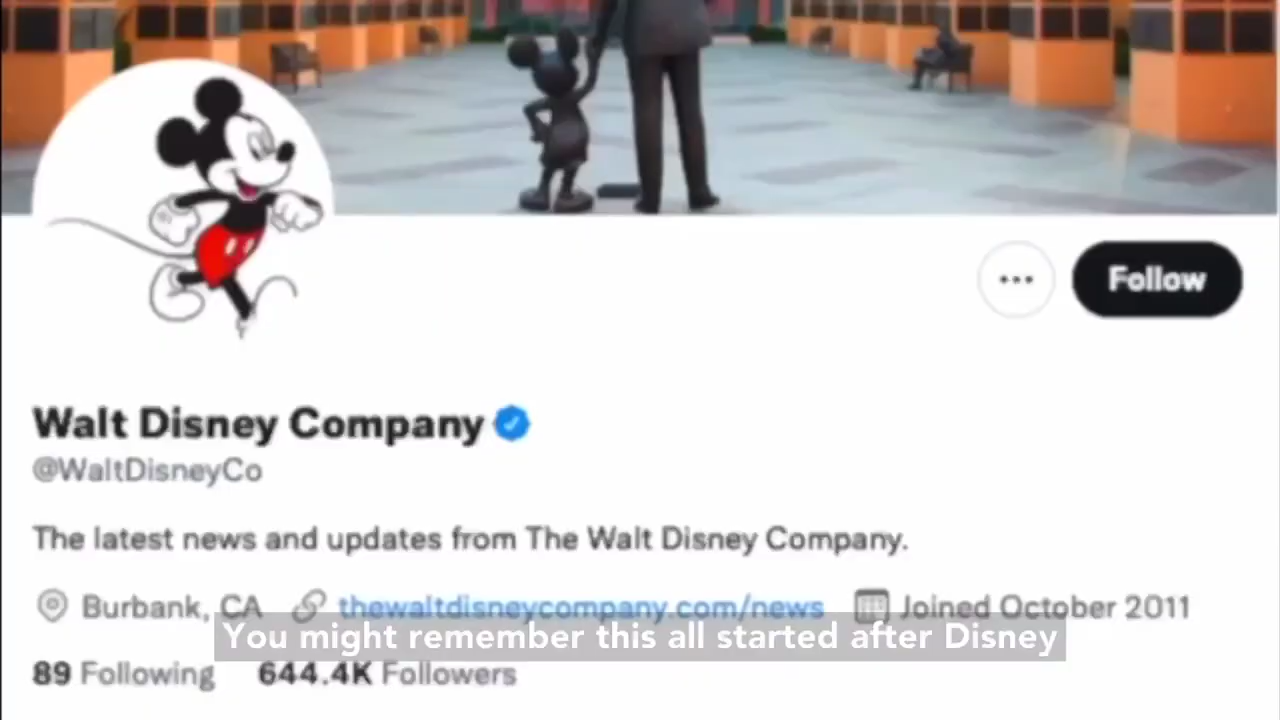 Follow
Walt Disney Company
@WaltDisneyCo
The latest news and updates from The Walt Disney Company.
Burbank, CA thewaltdisneycompany.com/news Joined October 2011
You might remember this all started after Disney
89 Following 644.4K Followers